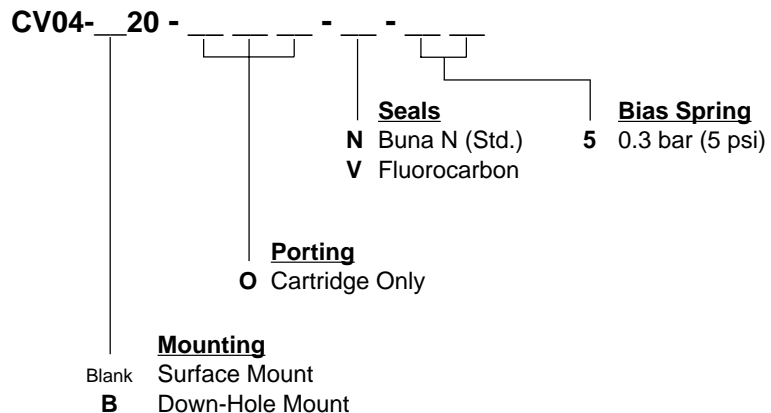 CV04-__20 - __ __ __ - __ - __ __
Seals
N Buna N (Std.)
V Fluorocarbon
Bias Spring
5 0.3 bar (5 psi)
Porting
O Cartridge Only
Mounting
Blank Surface Mount
B Down-Hole Mount